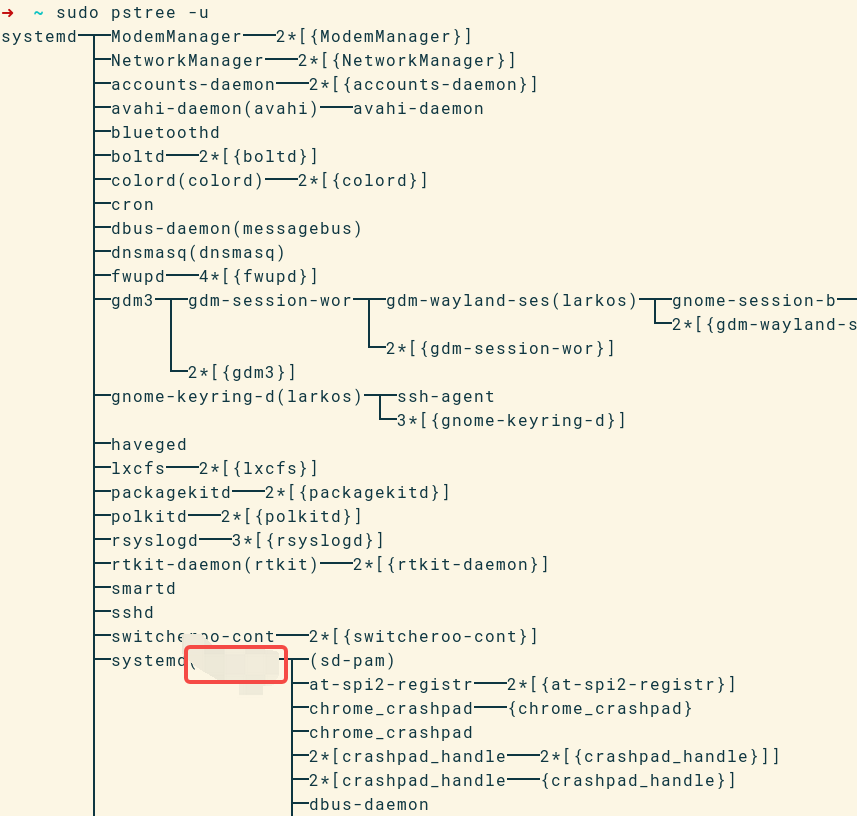 ➜  ~ sudo pstree -u
systemd─┬─ModemManager───2*[{ModemManager}]
        ├─NetworkManager───2*[{NetworkManager}]
        ├─accounts-daemon───2*[{accounts-daemon}]
        ├─avahi-daemon(avahi)───avahi-daemon
        ├─bluetoothd
        ├─boltd───2*[{boltd}]
        ├─colord(colord)───2*[{colord}]
        ├─cron
        ├─dbus-daemon(messagebus)
        ├─dnsmasq(dnsmasq)
        ├─fwupd───4*[{fwupd}]
        ├─gdm3─┬─gdm-session-wor─┬─gdm-wayland-ses(larkos)─┬─gnome-session-b─
        │      │                 │                         └─2*[{gdm-wayland-s
        │      │                 └─2*[{gdm-session-wor}]
        │      └─2*[{gdm3}]
        ├─gnome-keyring-d(larkos)─┬─ssh-agent
        │                         └─3*[{gnome-keyring-d}]
        ├─haveged
        ├─lxcfs───2*[{lxcfs}]
        ├─packagekitd───2*[{packagekitd}]
        ├─polkitd───2*[{polkitd}]
        ├─rsyslogd───3*[{rsyslogd}]
        ├─rtkit-daemon(rtkit)───2*[{rtkit-daemon}]
        ├─smartd
        ├─sshd
        ├─switcheroo-cont───2*[{switcheroo-cont}]
        ├─systemd( ─┬─(sd-pam)
        │                 ├─at-spi2-registr───2*[{at-spi2-registr}]
        │                 ├─chrome_crashpad───{chrome_crashpad}
        │                 ├─chrome_crashpad
        │                 ├─2*[crashpad_handle───2*[{crashpad_handle}]]
        │                 ├─2*[crashpad_handle───{crashpad_handle}]
        │                 ├─dbus-daemon